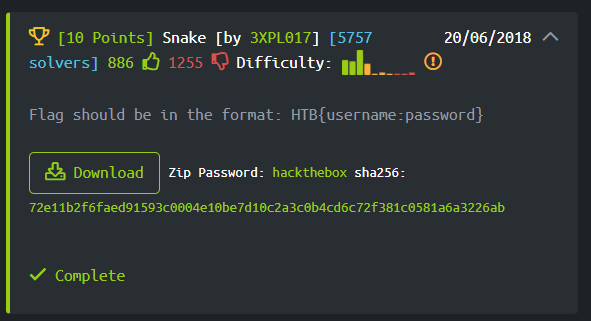 [10 Points] Snake [by 3XPL017] [5757 20/06/2018
solvers] 886 1255 Difficulty:
Flag should be in the format: HTB{username:password}
Download Zip Password: hackthebox sha256:
72e11b2f6faed91593c0004e10be7d10c2a3c0b4cd6c72f381c0581a6a3226ab
Complete